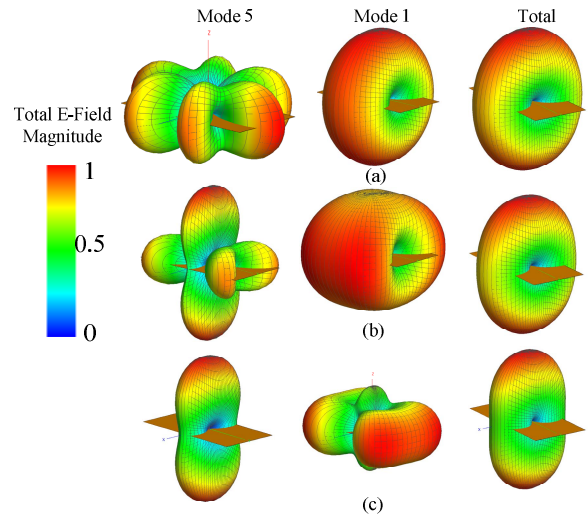 Mode 5 Mode 1 Total
z
Total E-Field
Magnitude
1
0.5
0
(a)
(b)
x
z
x
(c)